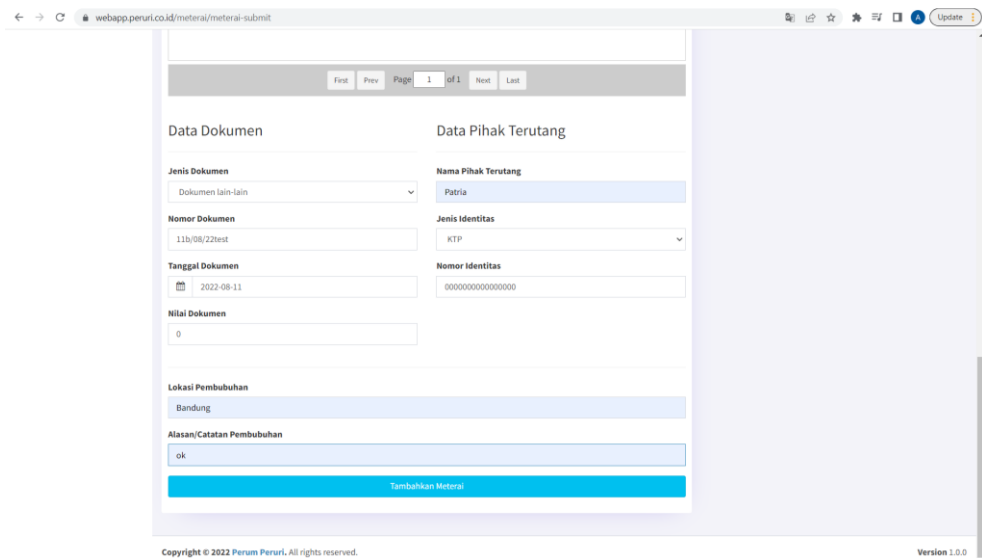 webapp.peruri.co.id/meterai/meterai-submit
A
Update
First Prev Page 1 of 1 Next Last
Data Dokumen
Jenis Dokumen
Dokumen lain-lain
Nomor Dokumen
11b/08/22test
Tanggal Dokumen
2022-08-11
Nilai Dokumen
0
Data Pihak Terutang
Nama Pihak Terutang
Patria
Jenis Identitas
KTP
Nomor Identitas
0000000000000000
Lokasi Pembubuhan
Bandung
Alasan/Catatan Pembubuhan
ok
Tambahkan Meterai
Copyright © 2022 Perum Peruri. All rights reserved.
Version 1.0.0